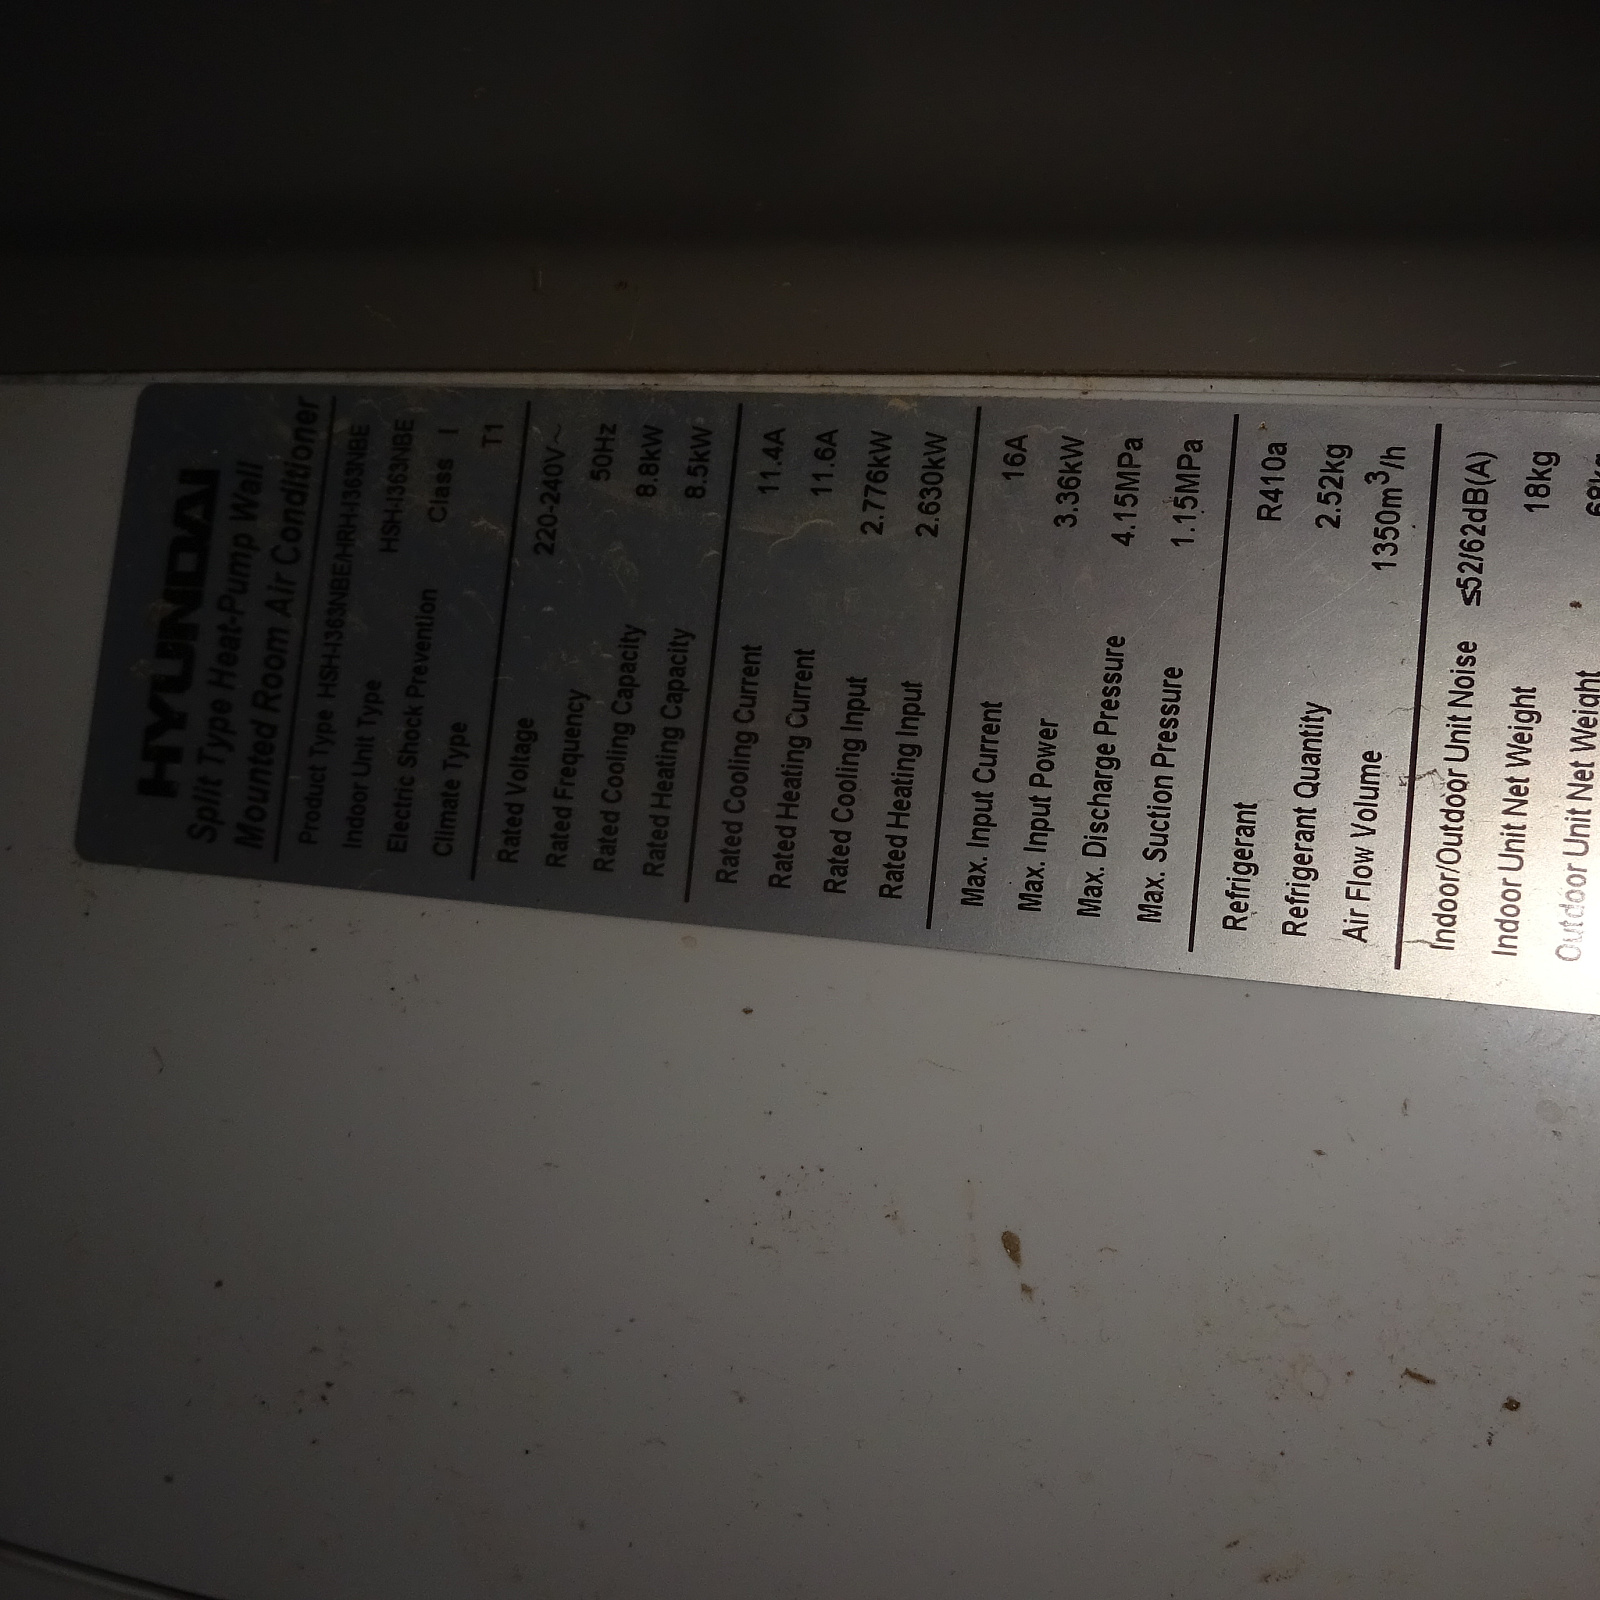 HYUNDAI
Split Type Heat-Pump Wall
Mounted Room Air Conditioner
Product Type HSH-I363NBE/HRH-I363NBE
Indoor Unit Type HSH-I363NBE
Electric Shock Prevention Class I
Climate Type T1
Rated Voltage 220-240V~
Rated Frequency 50Hz
Rated Cooling Capacity 8.8kW
Rated Heating Capacity 8.5kW
Rated Cooling Current 11.4A
Rated Heating Current 11.6A
Rated Cooling Input 2.776kW
Rated Heating Input 2.630kW
Max. Input Current 16A
Max. Input Power 3.36kW
Max. Discharge Pressure 4.15MPa
Max. Suction Pressure 1.15MPa
Refrigerant R410a
Refrigerant Quantity 2.52kg
Air Flow Volume 1350m³/h
Indoor/Outdoor Unit Noise ≤52/62dB(A)
Indoor Unit Net Weight 18kg
Outdoor Unit Net Weight